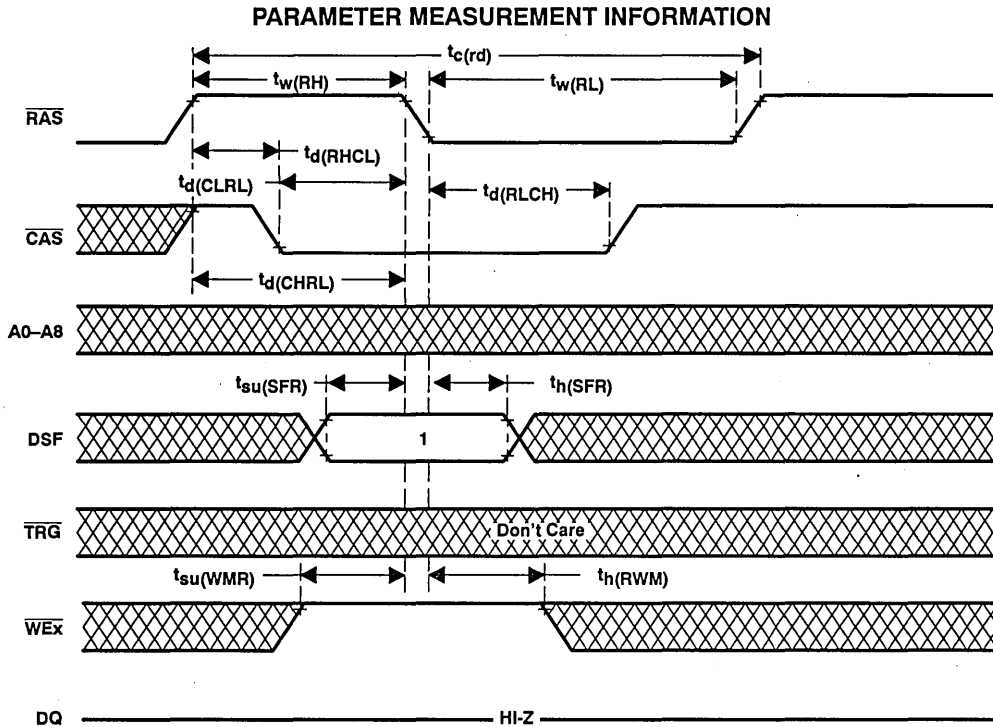 PARAMETER MEASUREMENT INFORMATION
tc(rd)
tw(RH)
tw(RL)
RAS
td(RHCL)
td(CLRL)
td(RLCH)
CAS
td(CHRL)
A0–A8
tsu(SFR)
th(SFR)
DSF
1
TRG
Don't Care
tsu(WMR)
th(RWM)
WEx
DQ
HI-Z